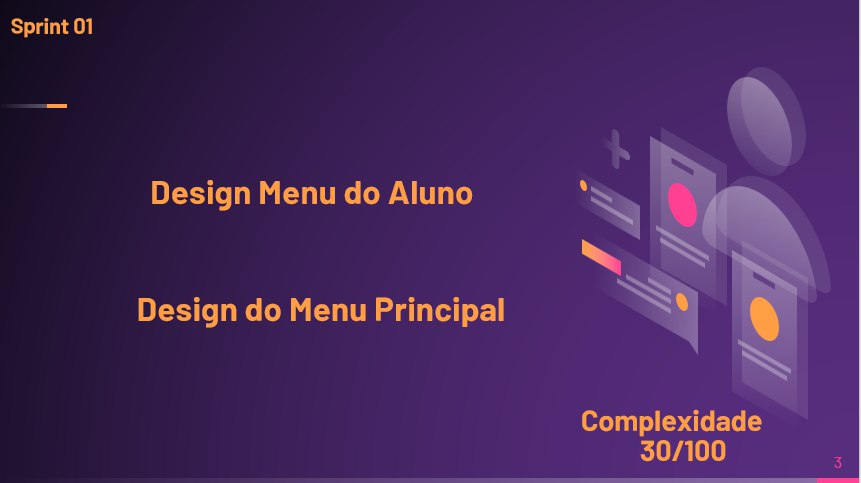 Sprint 01
Design Menu do Aluno
Design do Menu Principal
Complexidade
30/100
3